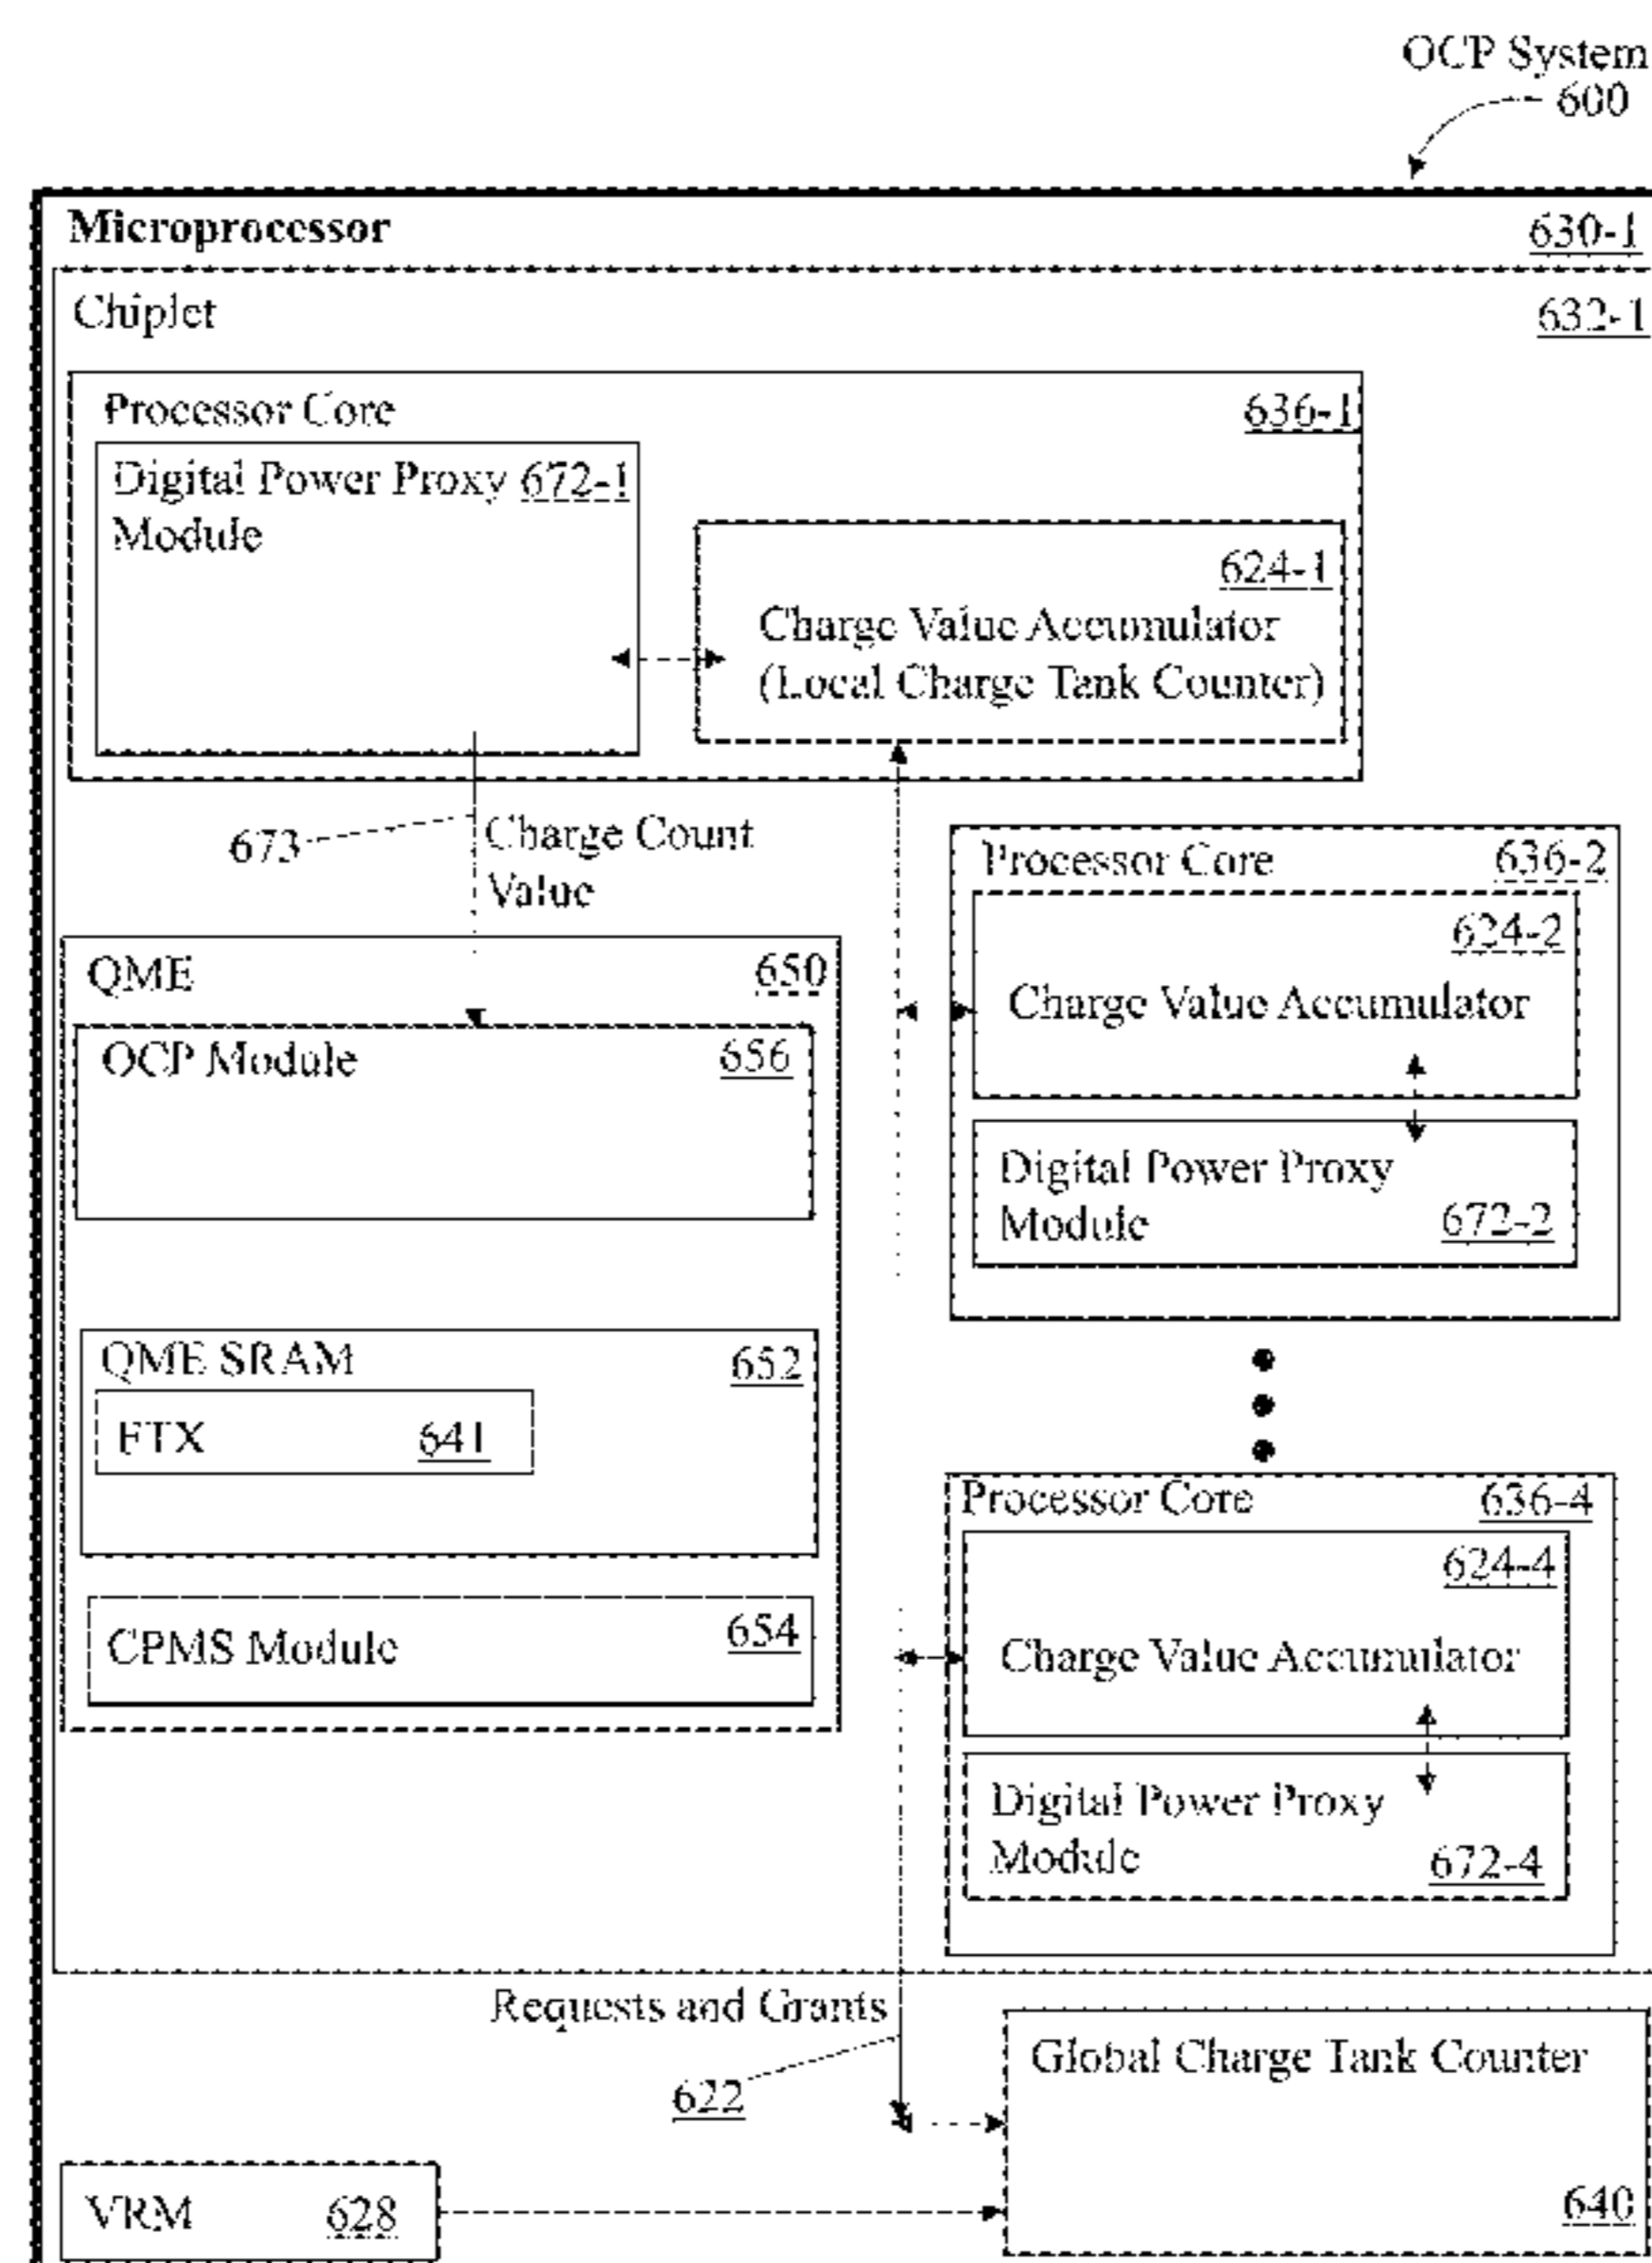 OCP System
600
Microprocessor 630-1
Chiplet 632-1
Processor Core 636-1
Digital Power Proxy 672-1
Module
624-1
Charge Value Accumulator
(Local Charge Tank Counter)
673
Charge Count
Value
Processor Core 636-2
624-2
Charge Value Accumulator
Digital Power Proxy
Module 672-2
QME 650
OCP Module 656
QME SRAM 652
FTX 641
CPMS Module 654
Processor Core 636-4
624-4
Charge Value Accumulator
Digital Power Proxy
Module 672-4
Requests and Grants
622
Global Charge Tank Counter
640
VRM 628